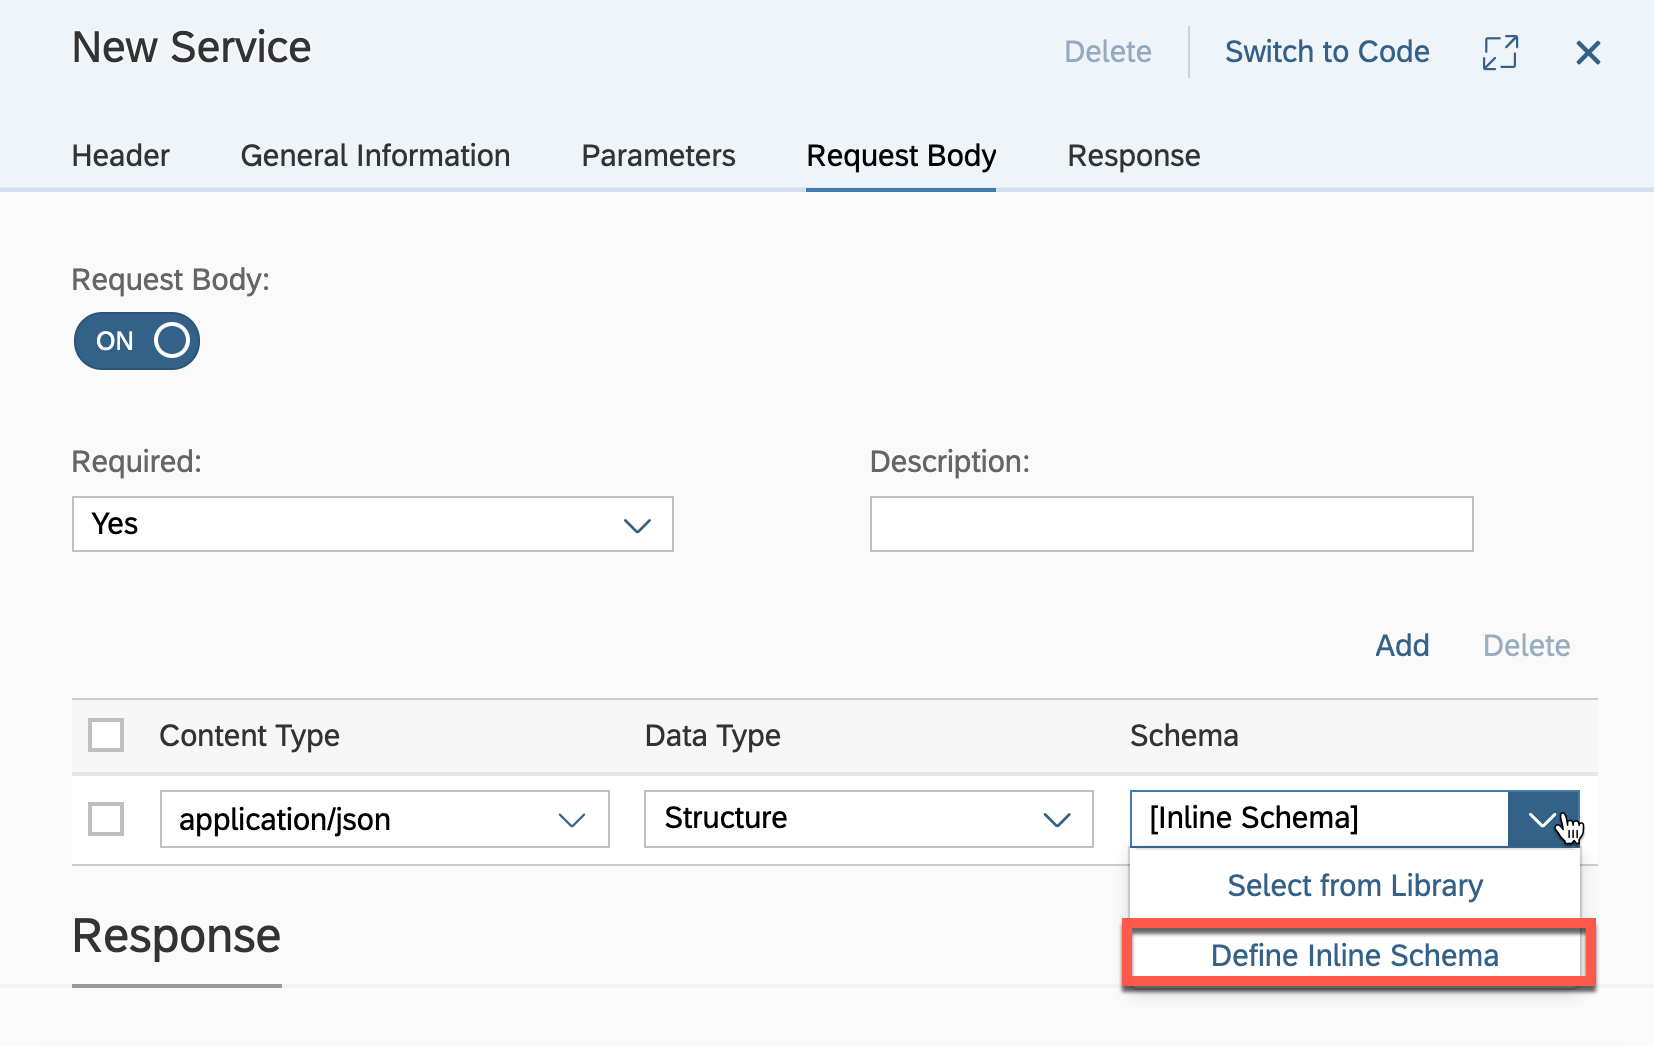 New Service
Delete
Switch to Code
Header
General Information
Parameters
Request Body
Response
Request Body:
ON
Required:
Description:
Yes
Add
Delete
Content Type
Data Type
Schema
application/json
Structure
[Inline Schema]
Select from Library
Define Inline Schema
Response